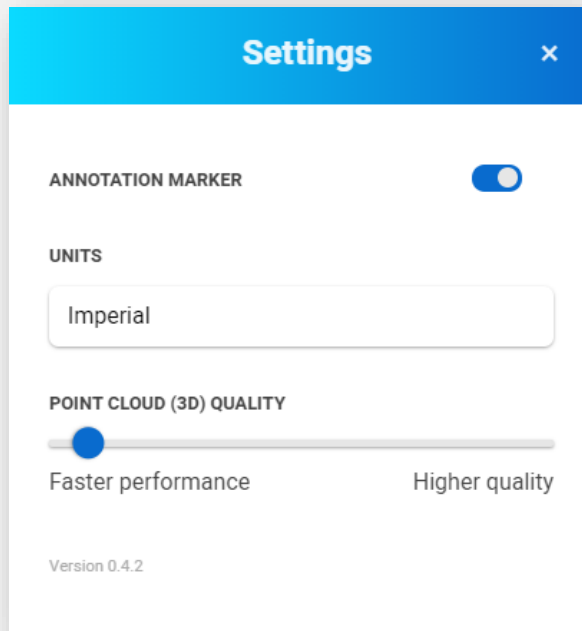 Settings ×
ANNOTATION MARKER
UNITS
Imperial
POINT CLOUD (3D) QUALITY
Faster performance Higher quality
Version 0.4.2